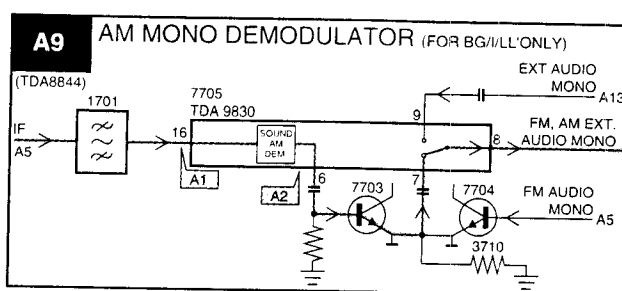 A9
AM MONO DEMODULATOR (FOR BG/I/LL'ONLY)
(TDA8844)
1701
7705
TDA 9830
EXT AUDIO
MONO
A13
9
IF
A5
16
SOUND
AM
DEM
8
FM, AM EXT.
AUDIO MONO
A1
A2
6
7
7703
7704
FM AUDIO
MONO
A5
3710